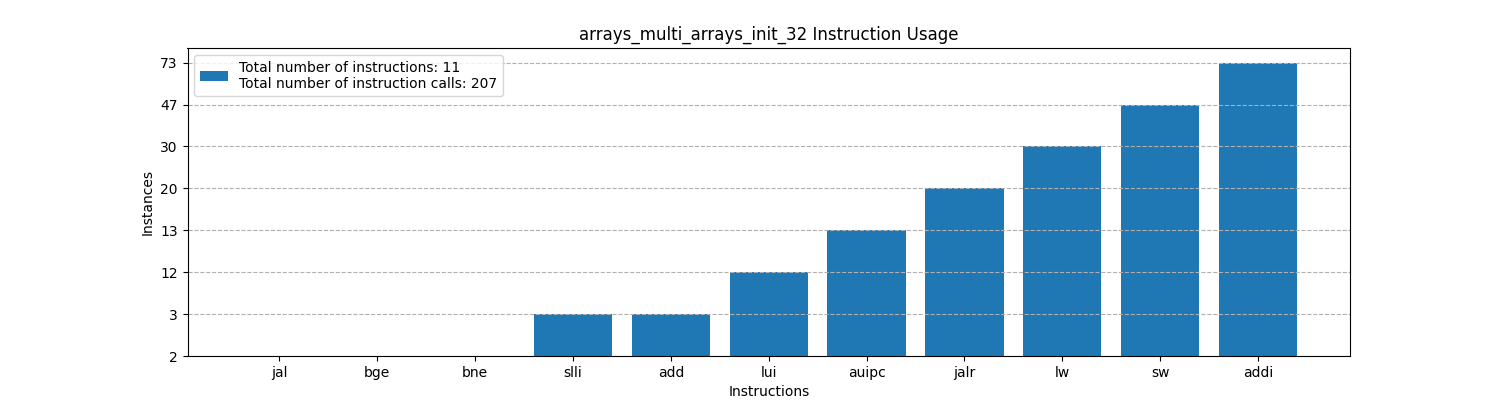 arrays_multi_arrays_init_32 Instruction Usage
Total number of instructions: 11
Total number of instruction calls: 207
73
47
30
20
13
12
3
2
Instances
jal bge bne slli add lui auipc jalr lw sw addi
Instructions